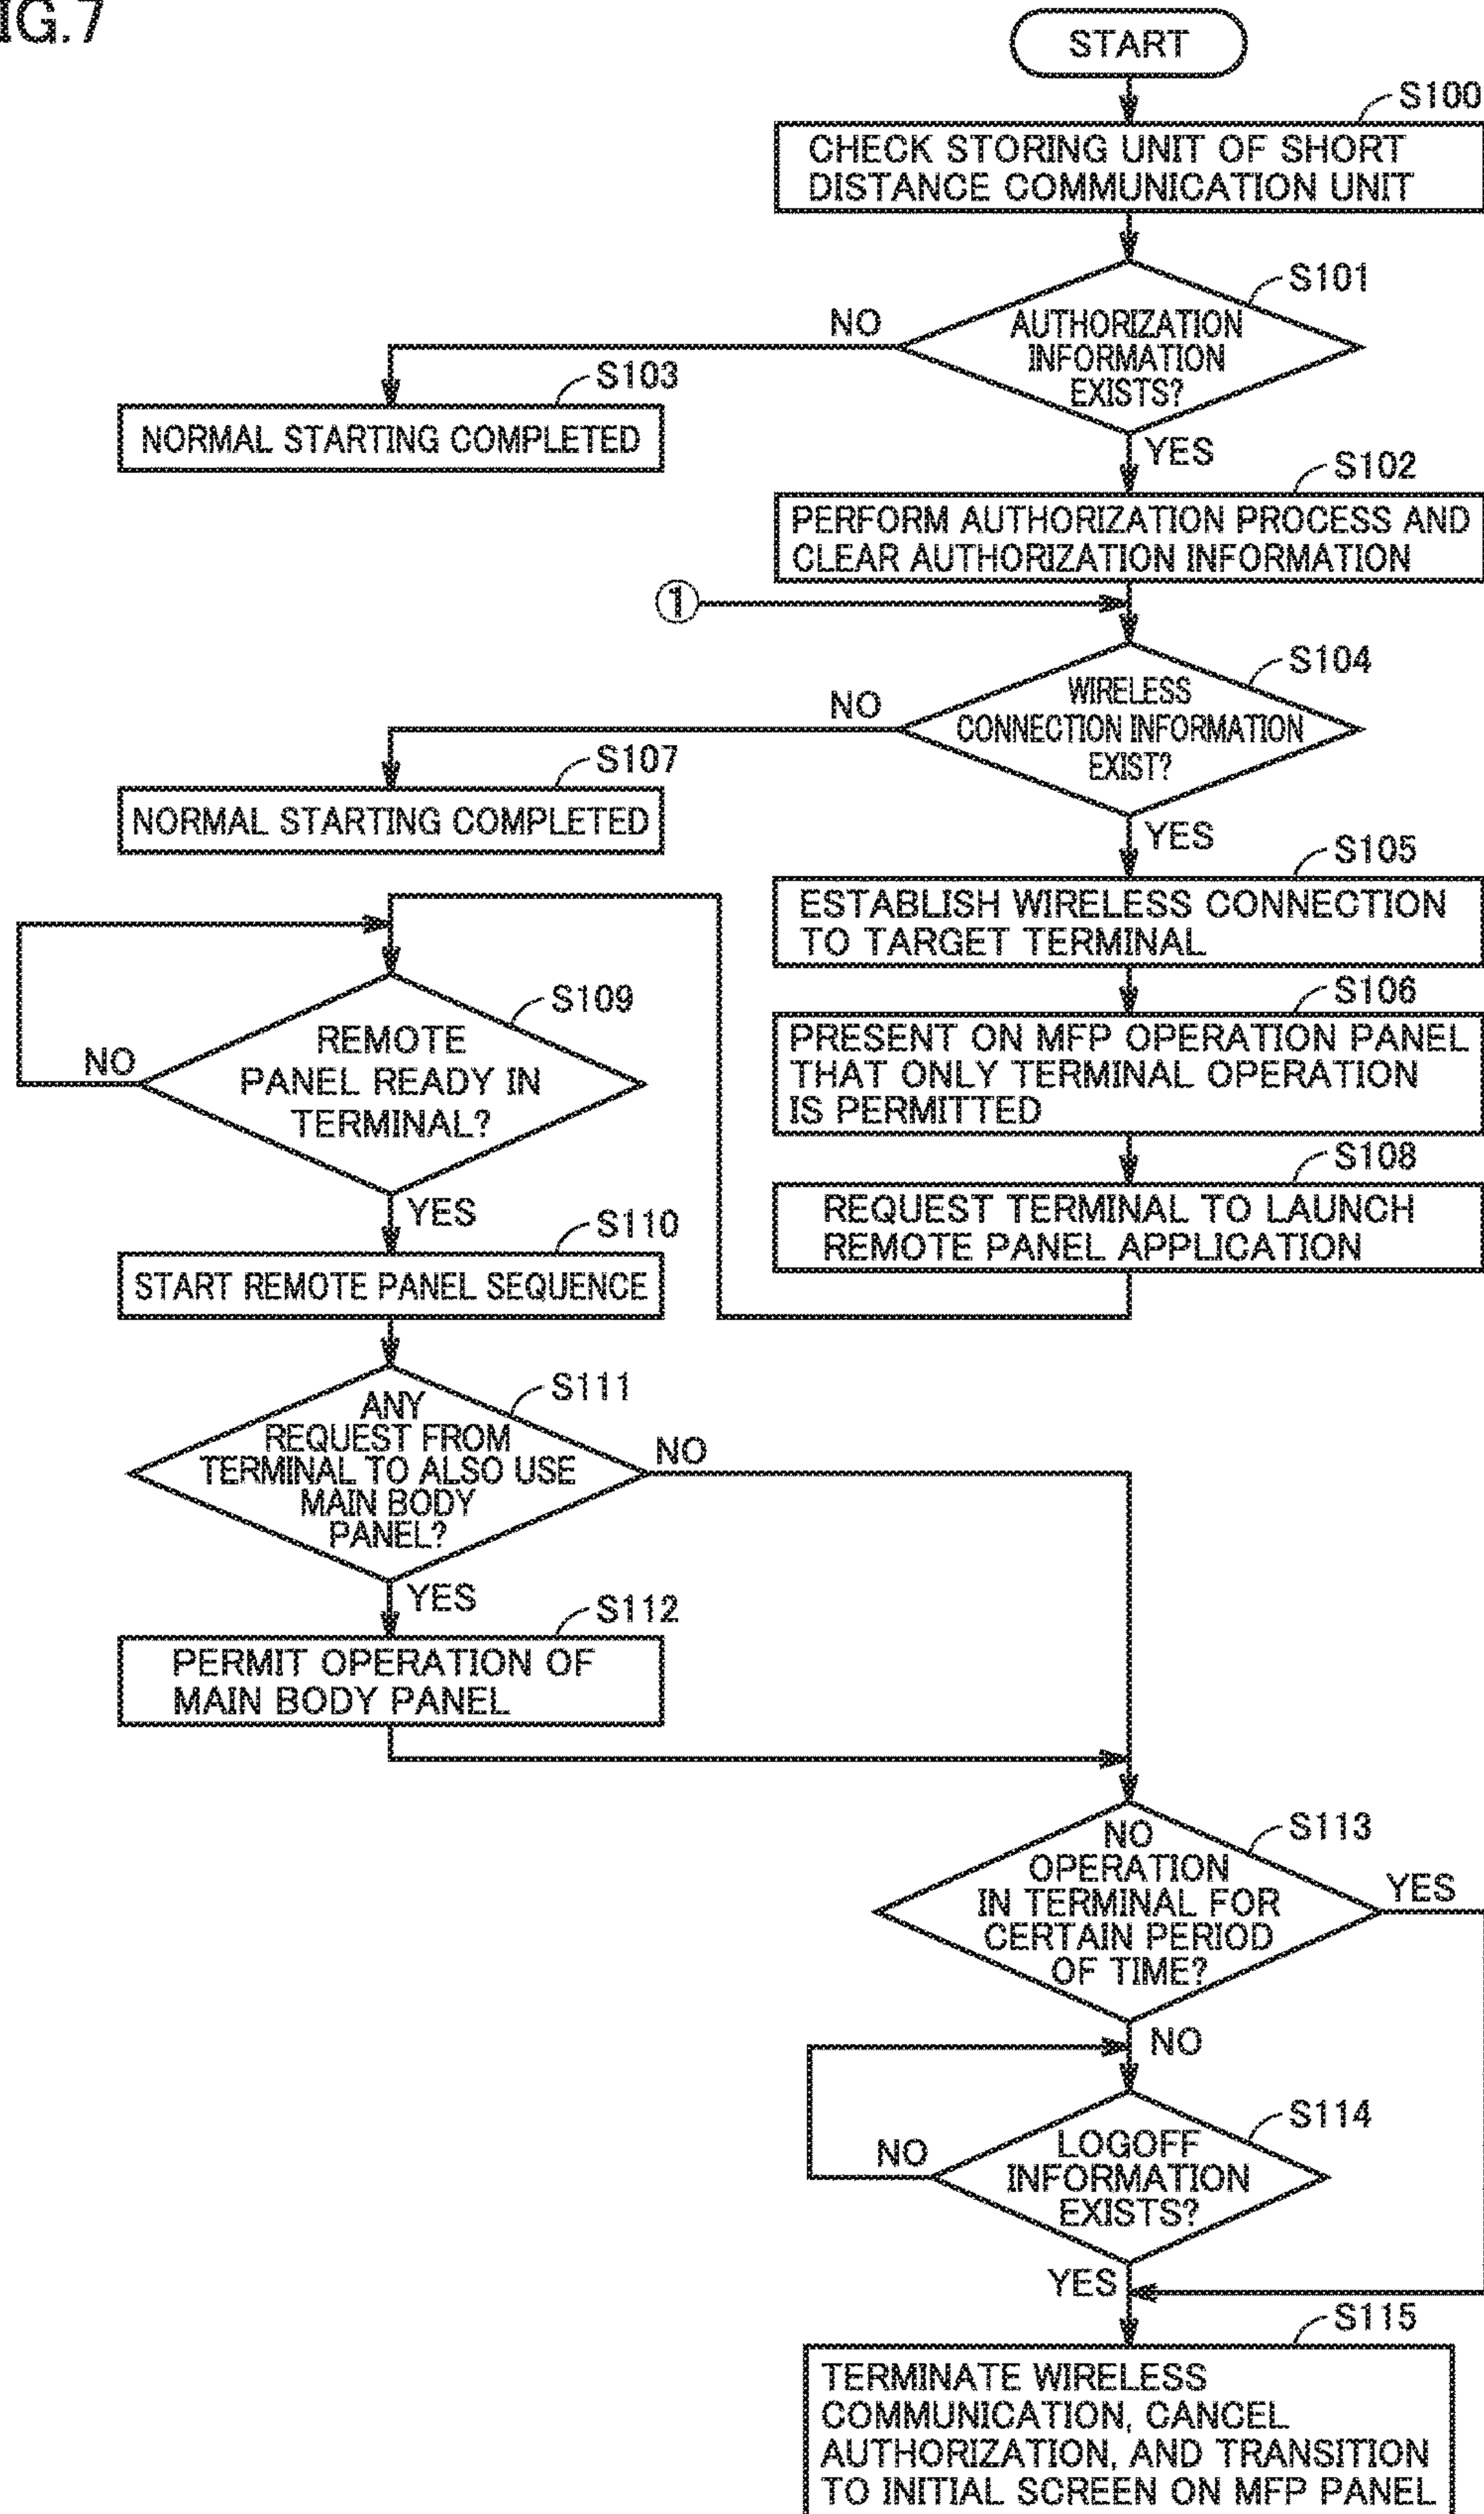 IG.7
START
S100
CHECK STORING UNIT OF SHORT
DISTANCE COMMUNICATION UNIT
S101
AUTHORIZATION
INFORMATION
EXISTS?
NO
YES
S103
NORMAL STARTING COMPLETED
S102
PERFORM AUTHORIZATION PROCESS AND
CLEAR AUTHORIZATION INFORMATION
1
S104
WIRELESS
CONNECTION INFORMATION
EXIST?
NO
YES
S107
NORMAL STARTING COMPLETED
S105
ESTABLISH WIRELESS CONNECTION
TO TARGET TERMINAL
S106
PRESENT ON MFP OPERATION PANEL
THAT ONLY TERMINAL OPERATION
IS PERMITTED
S108
REQUEST TERMINAL TO LAUNCH
REMOTE PANEL APPLICATION
S109
REMOTE
PANEL READY IN
TERMINAL?
NO
YES
S110
START REMOTE PANEL SEQUENCE
S111
ANY
REQUEST FROM
TERMINAL TO ALSO USE
MAIN BODY
PANEL?
NO
YES
S112
PERMIT OPERATION OF
MAIN BODY PANEL
S113
NO
OPERATION
IN TERMINAL FOR
CERTAIN PERIOD
OF TIME?
YES
NO
S114
LOGOFF
INFORMATION
EXISTS?
NO
YES
S115
TERMINATE WIRELESS
COMMUNICATION, CANCEL
AUTHORIZATION, AND TRANSITION
TO INITIAL SCREEN ON MFP PANEL